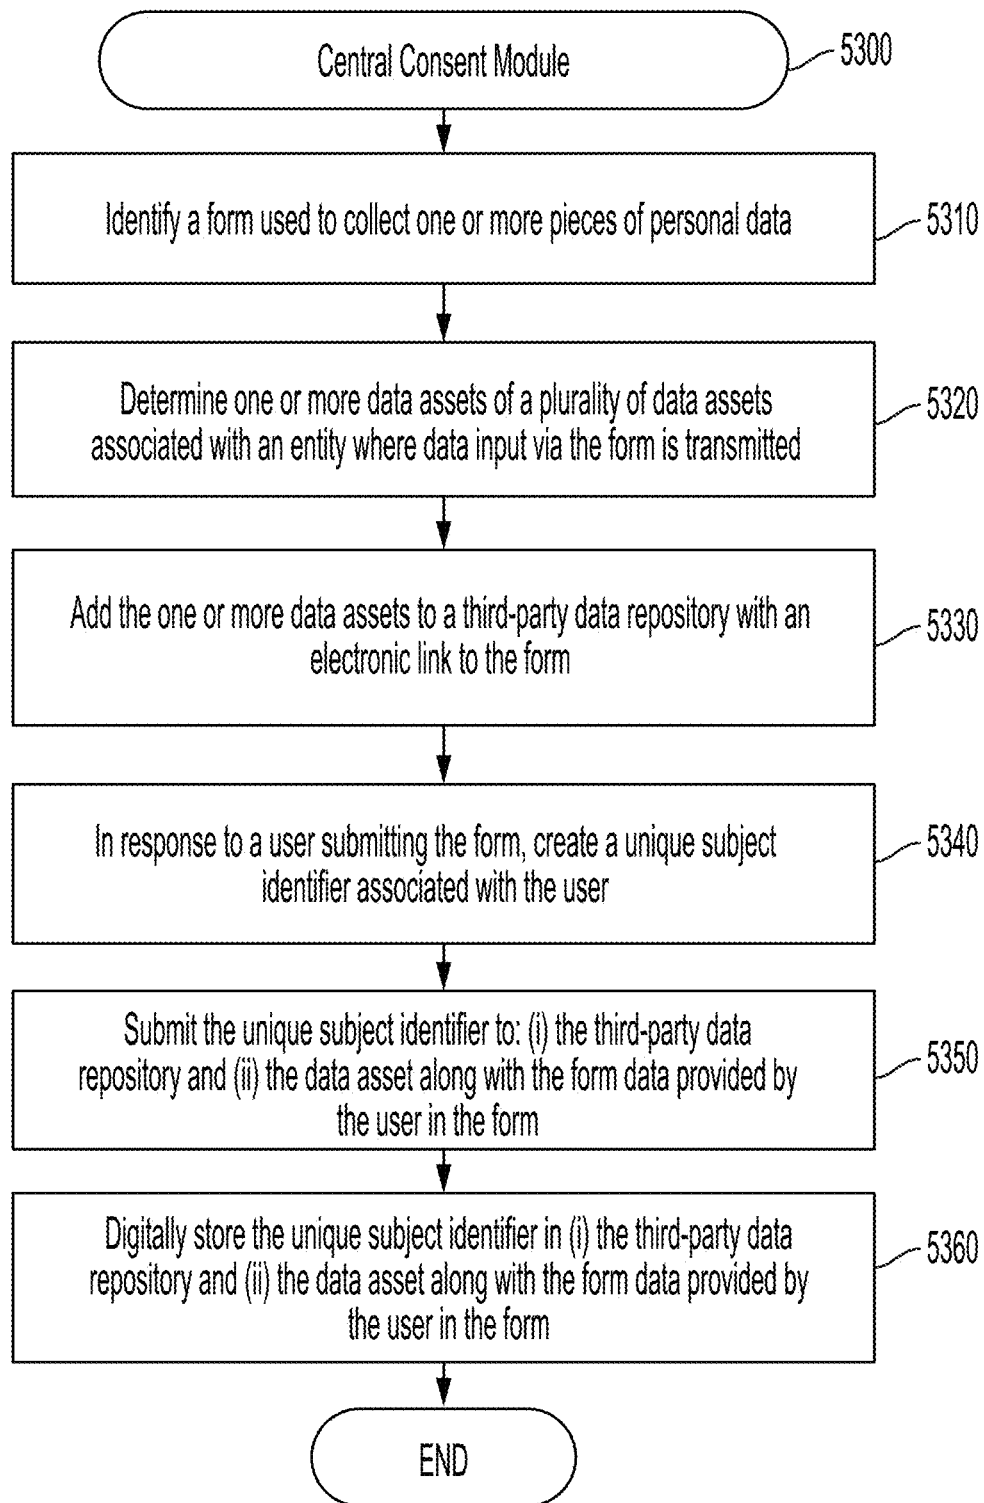 Central Consent Module
5300
Identify a form used to collect one or more pieces of personal data
5310
Determine one or more data assets of a plurality of data assets
associated with an entity where data input via the form is transmitted
5320
Add the one or more data assets to a third-party data repository with an
electronic link to the form
5330
In response to a user submitting the form, create a unique subject
identifier associated with the user
5340
Submit the unique subject identifier to: (i) the third-party data
repository and (ii) the data asset along with the form data provided by
the user in the form
5350
Digitally store the unique subject identifier in (i) the third-party data
repository and (ii) the data asset along with the form data provided by
the user in the form
5360
END